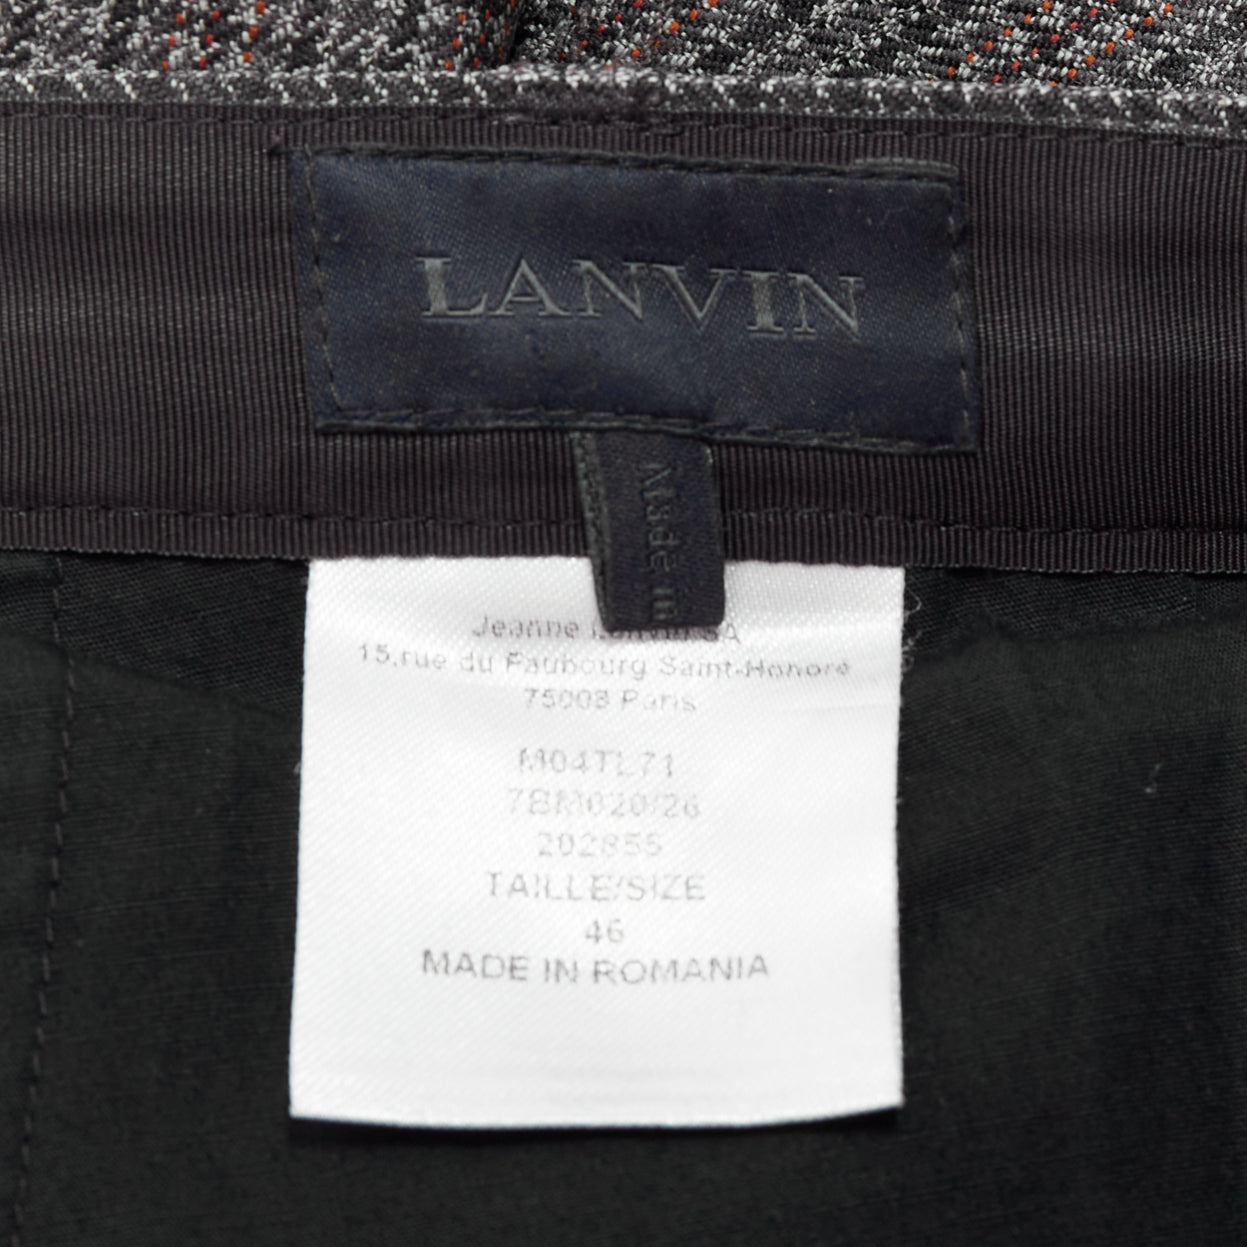 LANVIN
Made in
Jeanne Lanvin SA
15, rue du Faubourg Saint-Honoré
75008 Paris
M04TL71
7BM020/26
202855
TAILLE/SIZE
46
MADE IN ROMANIA